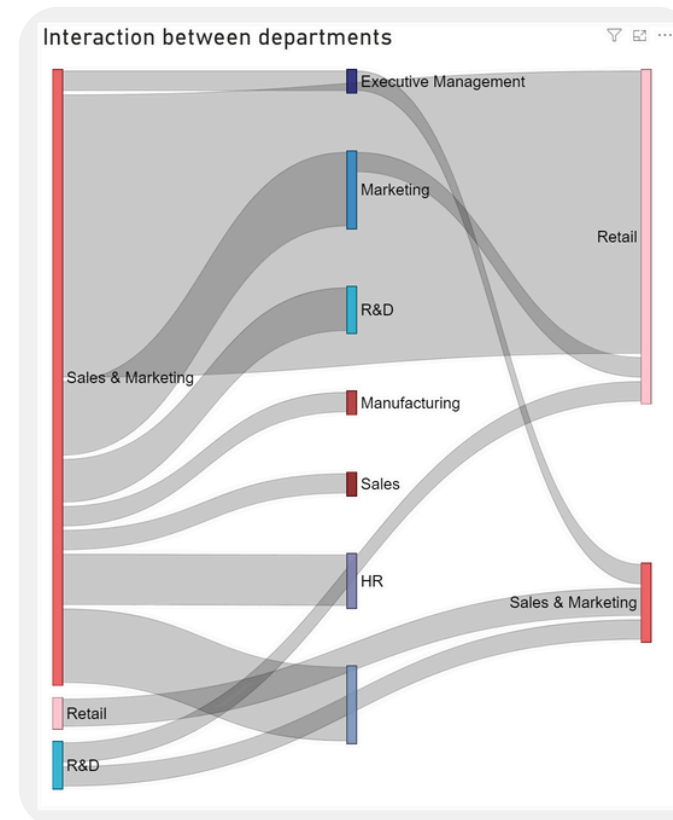 Interaction between departments
Executive Management
Marketing
Retail
R&D
Sales & Marketing
Manufacturing
Sales
HR
Sales & Marketing
Retail
R&D